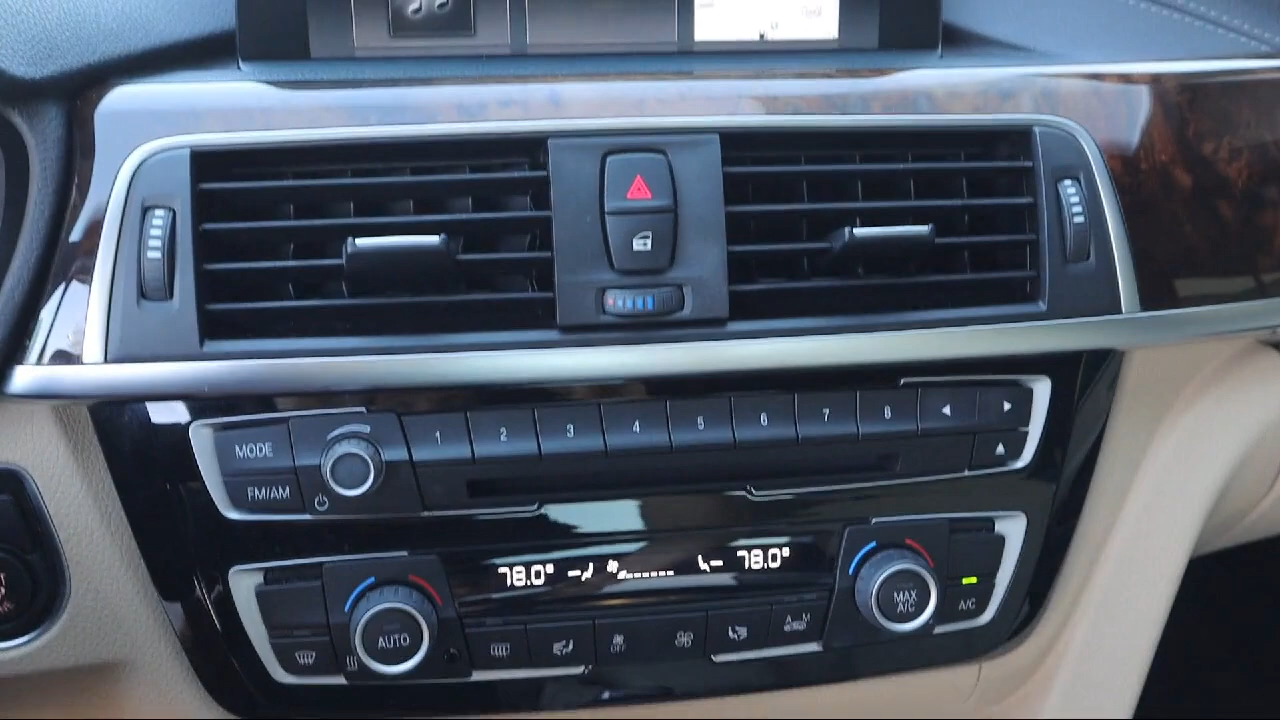 MODE
FM/AM
1 2 3 4 5 6 7 8
78.0° 78.0°
AUTO
OFF
A M
MAX
A/C
A/C